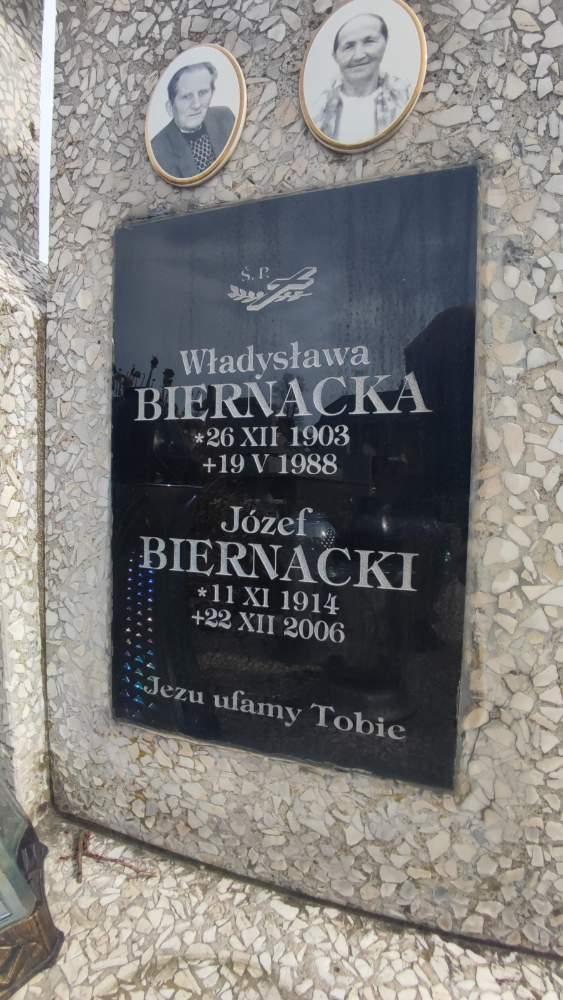 Ś.P.
Władysława
BIERNACKA
*26 XII 1903
+19 V 1988
Józef
BIERNACKI
*11 XI 1914
+22 XII 2006
Jezu ufamy Tobie